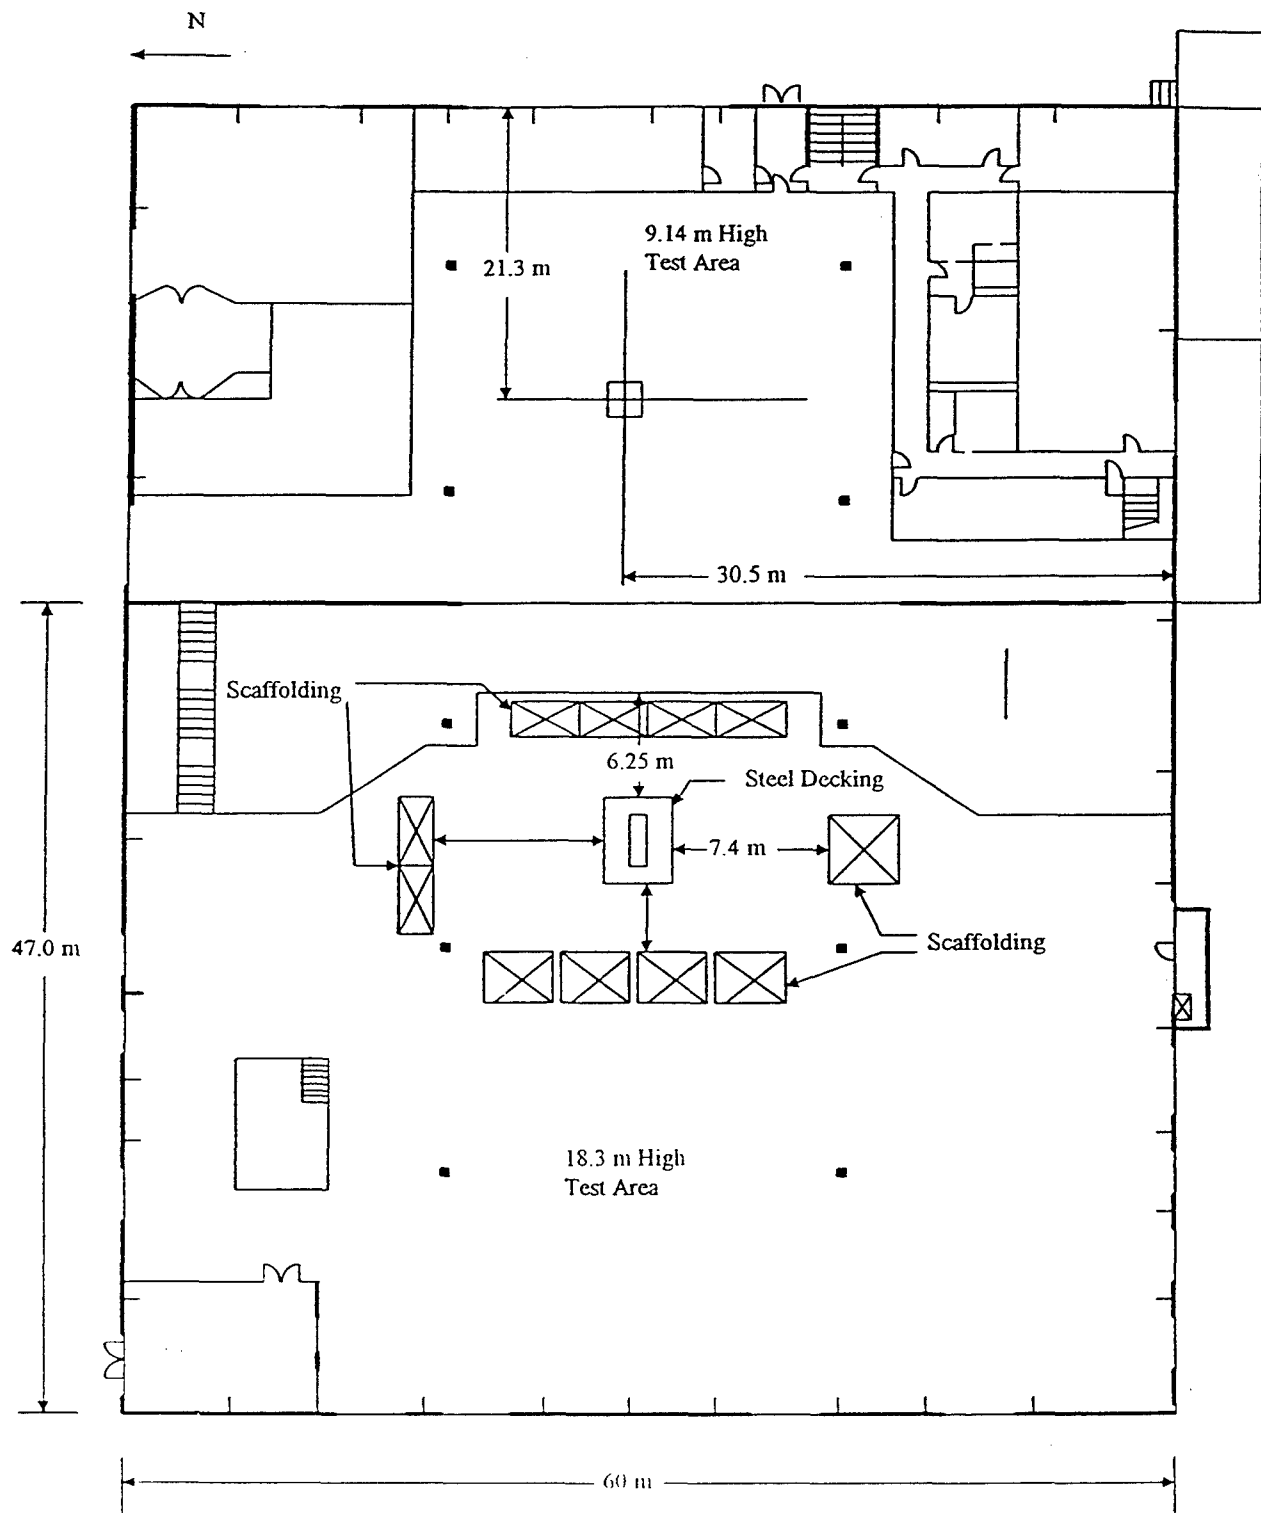 N
9.14 m High
Test Area
21.3 m
30.5 m
Scaffolding
6.25 m
Steel Decking
7.4 m
47.0 m
Scaffolding
18.3 m High
Test Area
60 m